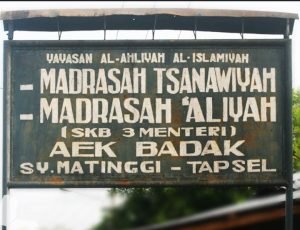 YAYASAN AL-AHLIYAH AL-ISLAMIYAH
- MADRASAH TSANAWIYAH
- MADRASAH 'ALIYAH
(SKB 3 MENTERI)
AEK BADAK
SY. MATINGGI - TAPSEL